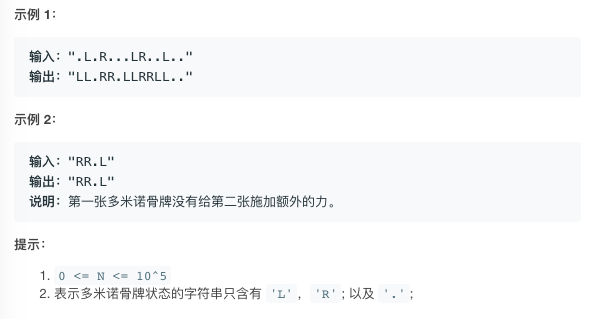 示例 1：
输入："．L.R...LR..L.."
输出："LL.RR.LLRRLL.."
示例 2：
输入："RR.L"
输出："RR.L"
说明：第一张多米诺骨牌没有给第二张施加额外的力。
提示：
1. 0 <= N <= 10^5
2. 表示多米诺骨牌状态的字符串只含有 'L'，'R'; 以及 '.';